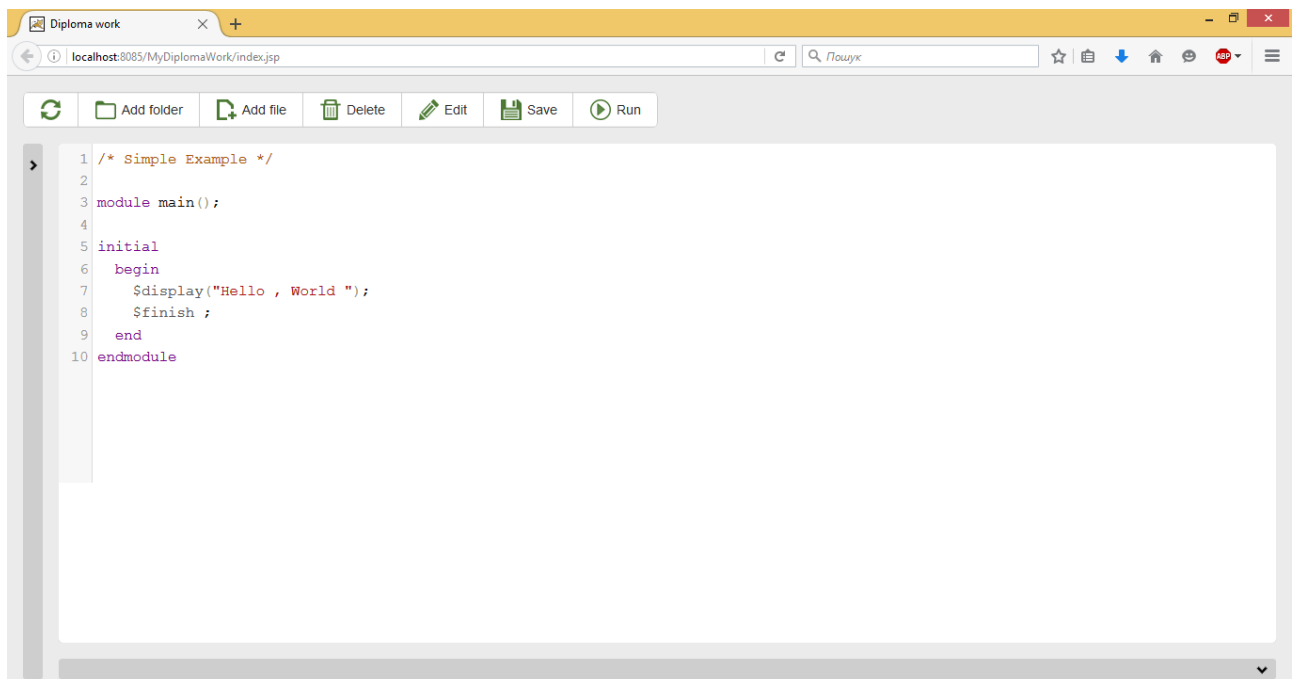 Diploma work
localhost:8085/MyDiplomaWork/index.jsp
Пошук
ABP
Add folder
Add file
Delete
Edit
Save
Run
1 /* Simple Example */
2
3 module main();
4
5 initial
6   begin
7     $display("Hello , World ");
8     $finish ;
9   end
10 endmodule